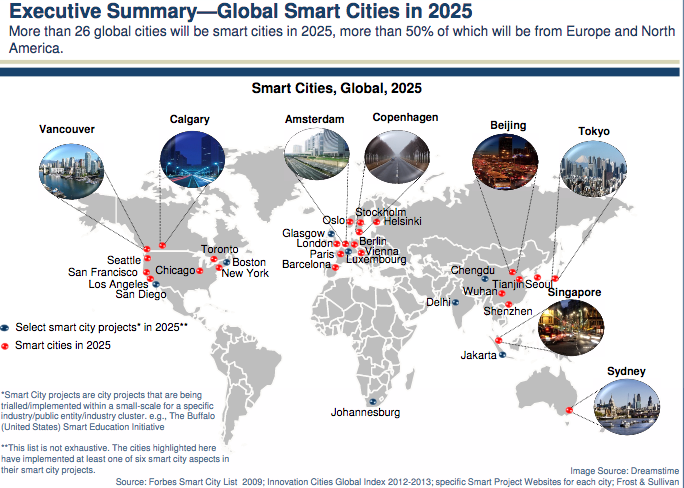 Executive Summary—Global Smart Cities in 2025
More than 26 global cities will be smart cities in 2025, more than 50% of which will be from Europe and North
America.
Smart Cities, Global, 2025
Vancouver
Calgary
Amsterdam
Copenhagen
Beijing
Tokyo
Stockholm
Oslo
Helsinki
Glasgow
London
Berlin
Paris
Vienna
Luxembourg
Barcelona
Seattle
Toronto
Boston
San Francisco
Chicago
New York
Los Angeles
San Diego
Chengdu
Tianjin
Seoul
Wuhan
Delhi
Shenzhen
Singapore
Jakarta
Sydney
Johannesburg
Select smart city projects* in 2025**
Smart cities in 2025
*Smart City projects are city projects that are being
trialled/implemented within a small-scale for a specific
industry/public entity/industry cluster. e.g., The Buffalo
(United States) Smart Education Initiative
**This list is not exhaustive. The cities highlighted here
have implemented at least one of six smart city aspects in
their smart city projects.
Image Source: Dreamstime
Source: Forbes Smart City List 2009; Innovation Cities Global Index 2012-2013; specific Smart Project Websites for each city; Frost & Sullivan